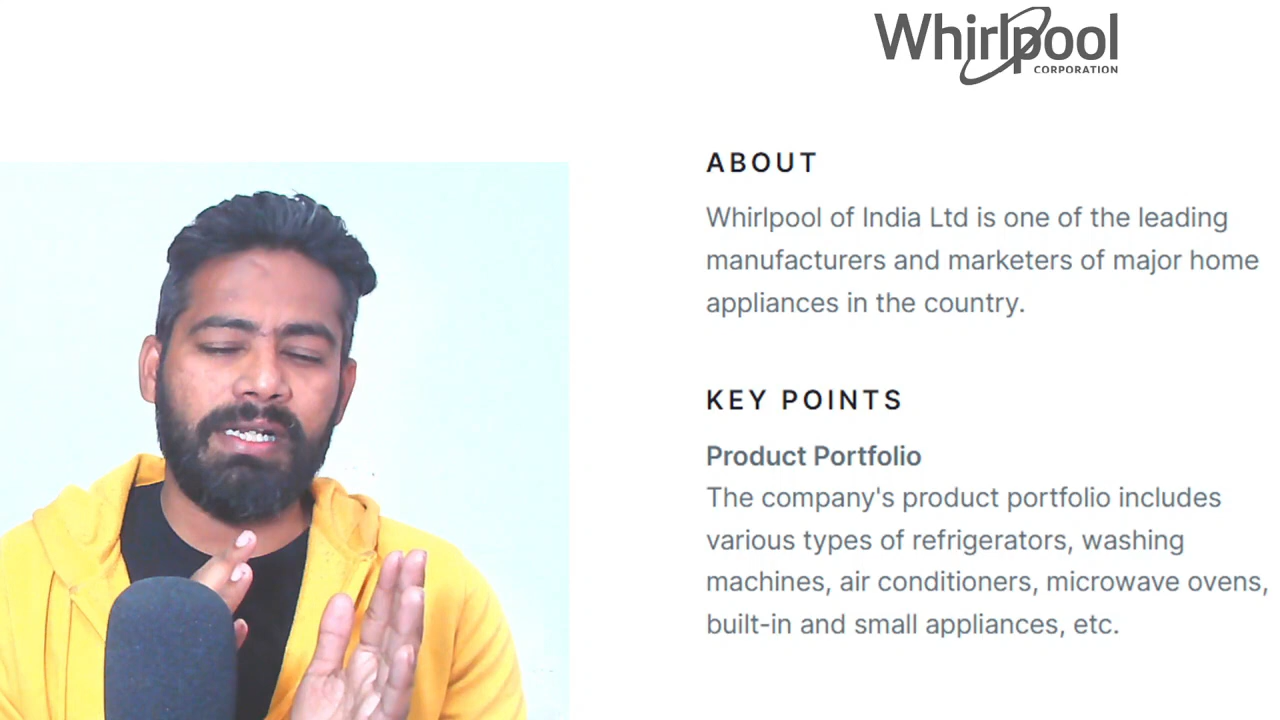 Whirlpool
CORPORATION
ABOUT
Whirlpool of India Ltd is one of the leading
manufacturers and marketers of major home
appliances in the country.
KEY POINTS
Product Portfolio
The company's product portfolio includes
various types of refrigerators, washing
machines, air conditioners, microwave ovens,
built-in and small appliances, etc.